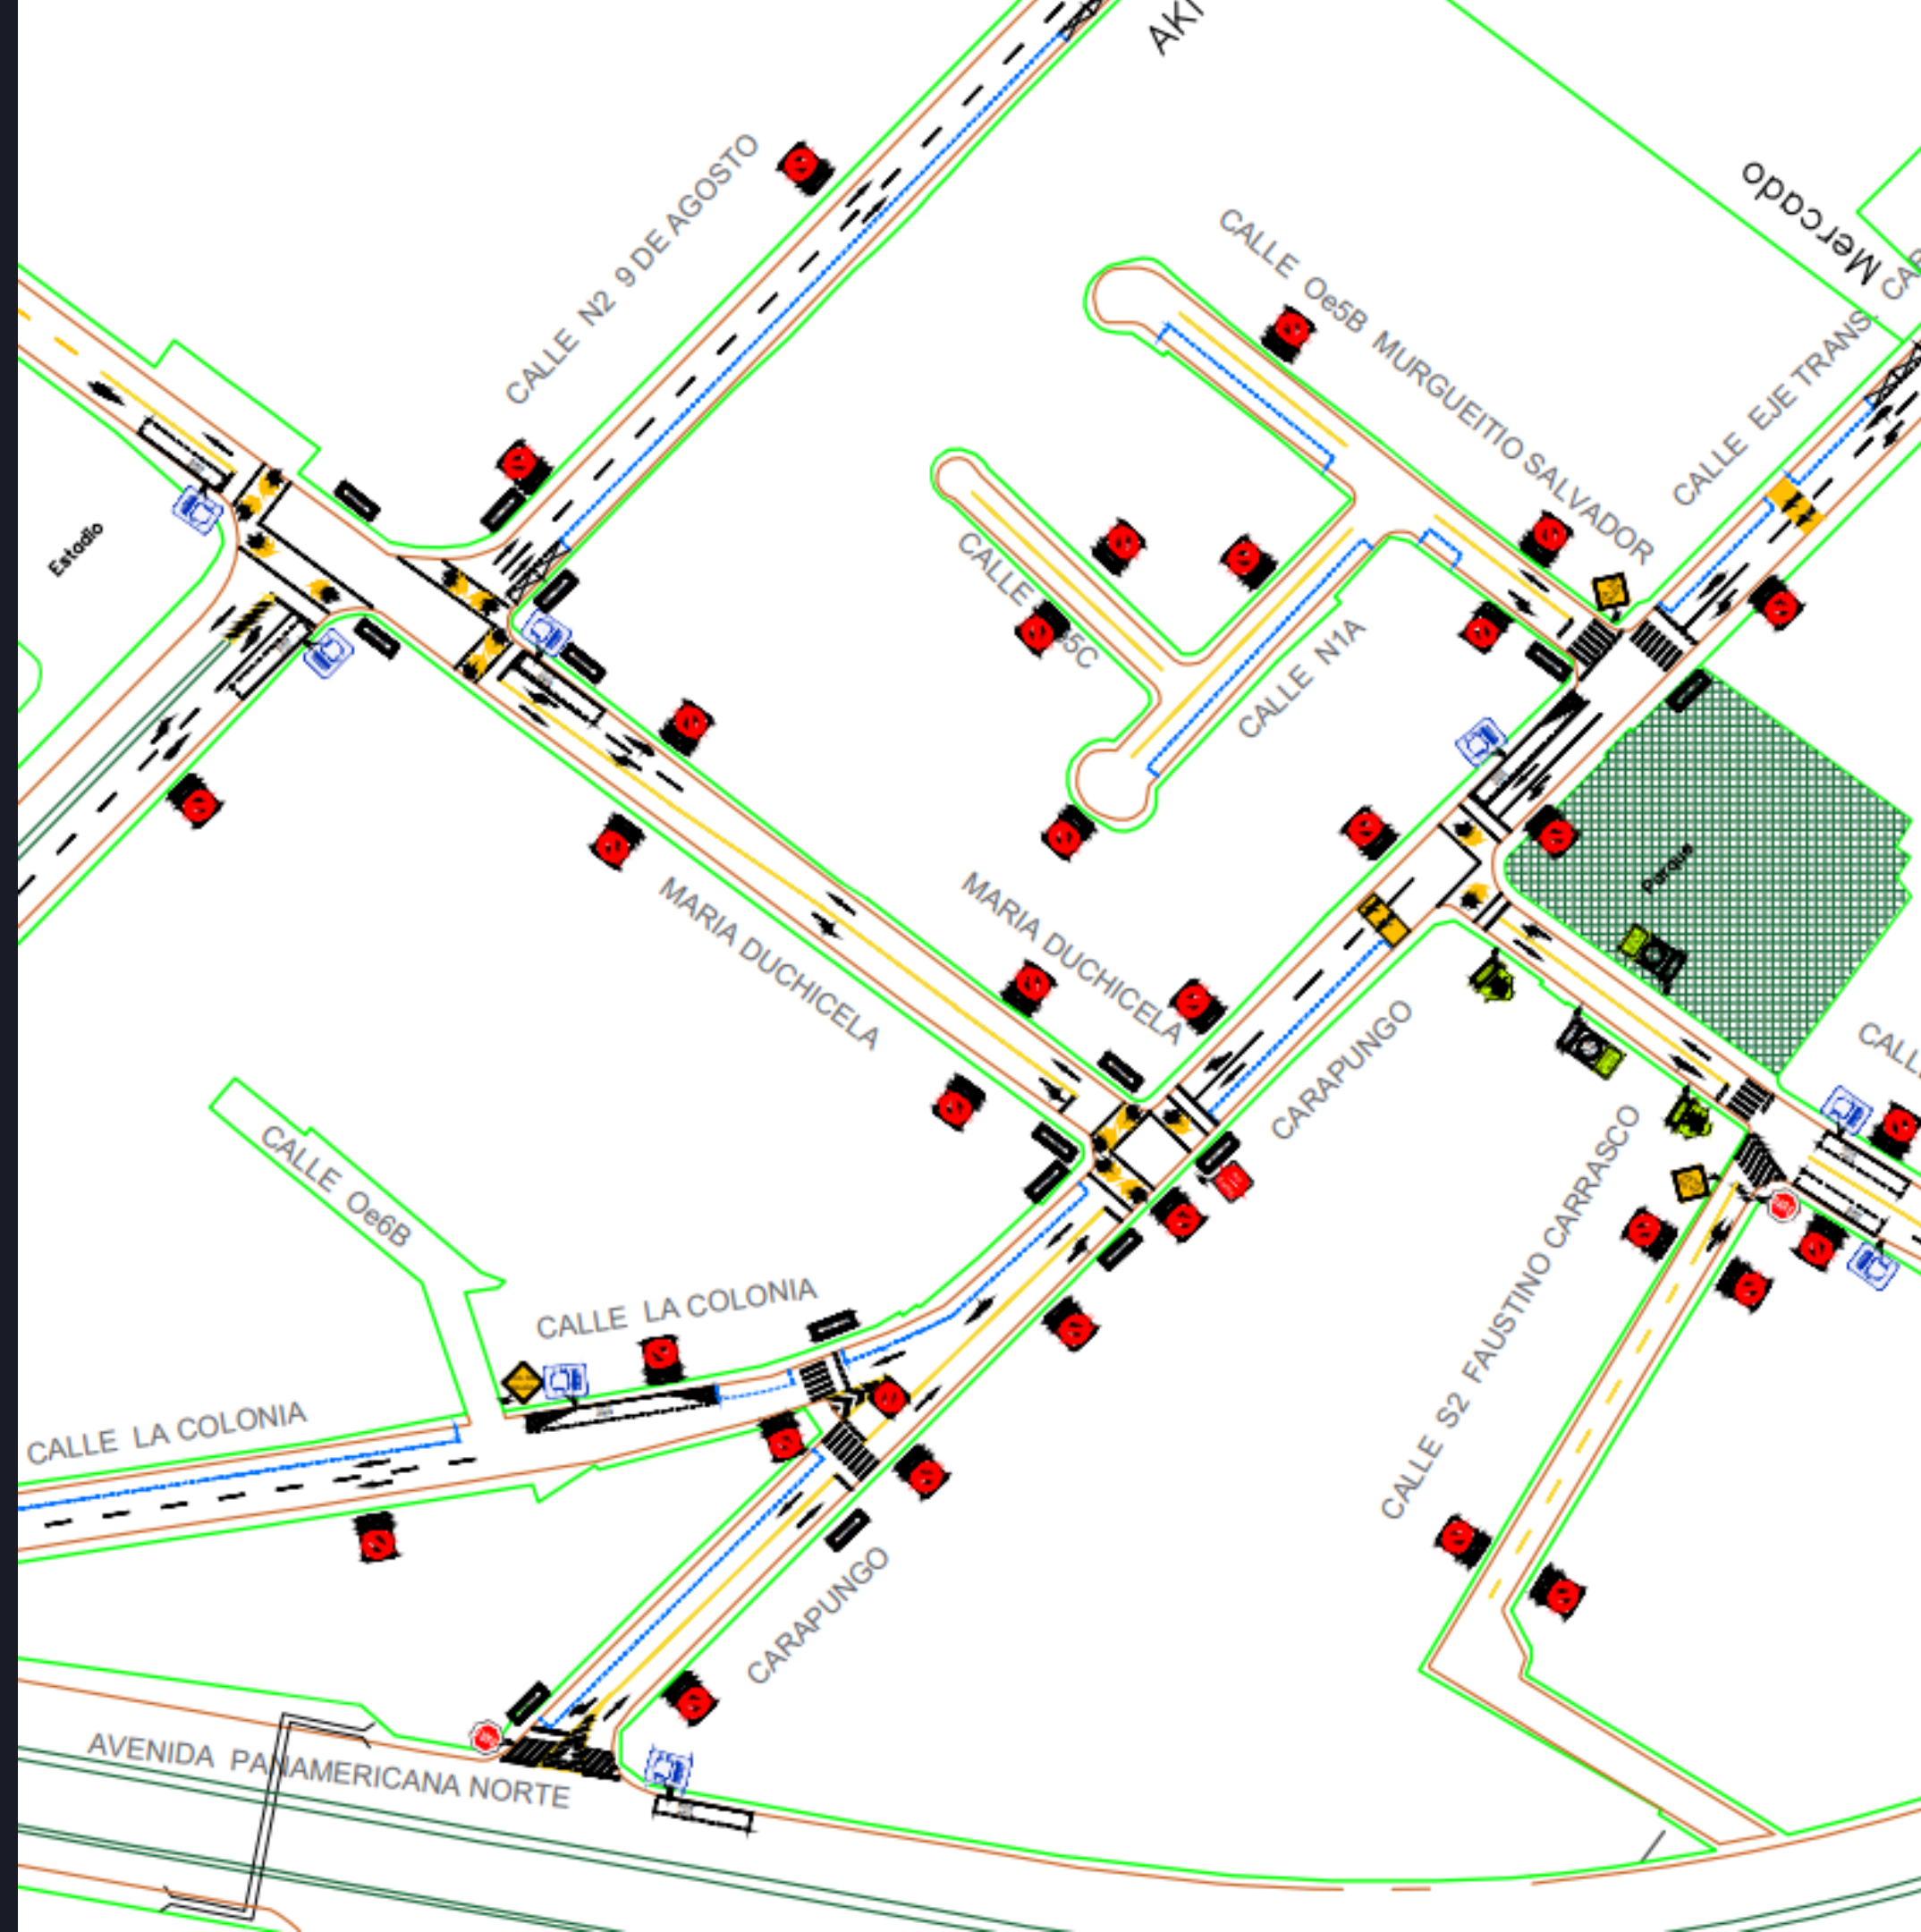 AKI
Mercado
CALLE N2 9 DE AGOSTO
CALLE Oe5B MURGUEITIO SALVADOR
CALLE EJE TRANS.
Estadio
CALLE
e5C
CALLE N1A
Parque
MARIA DUCHICELA
MARIA DUCHICELA
CARAPUNGO
CALLE Oe6B
CALLE S2 FAUSTINO CARRASCO
CALLE LA COLONIA
CALLE LA COLONIA
CARAPUNGO
AVENIDA PANAMERICANA NORTE